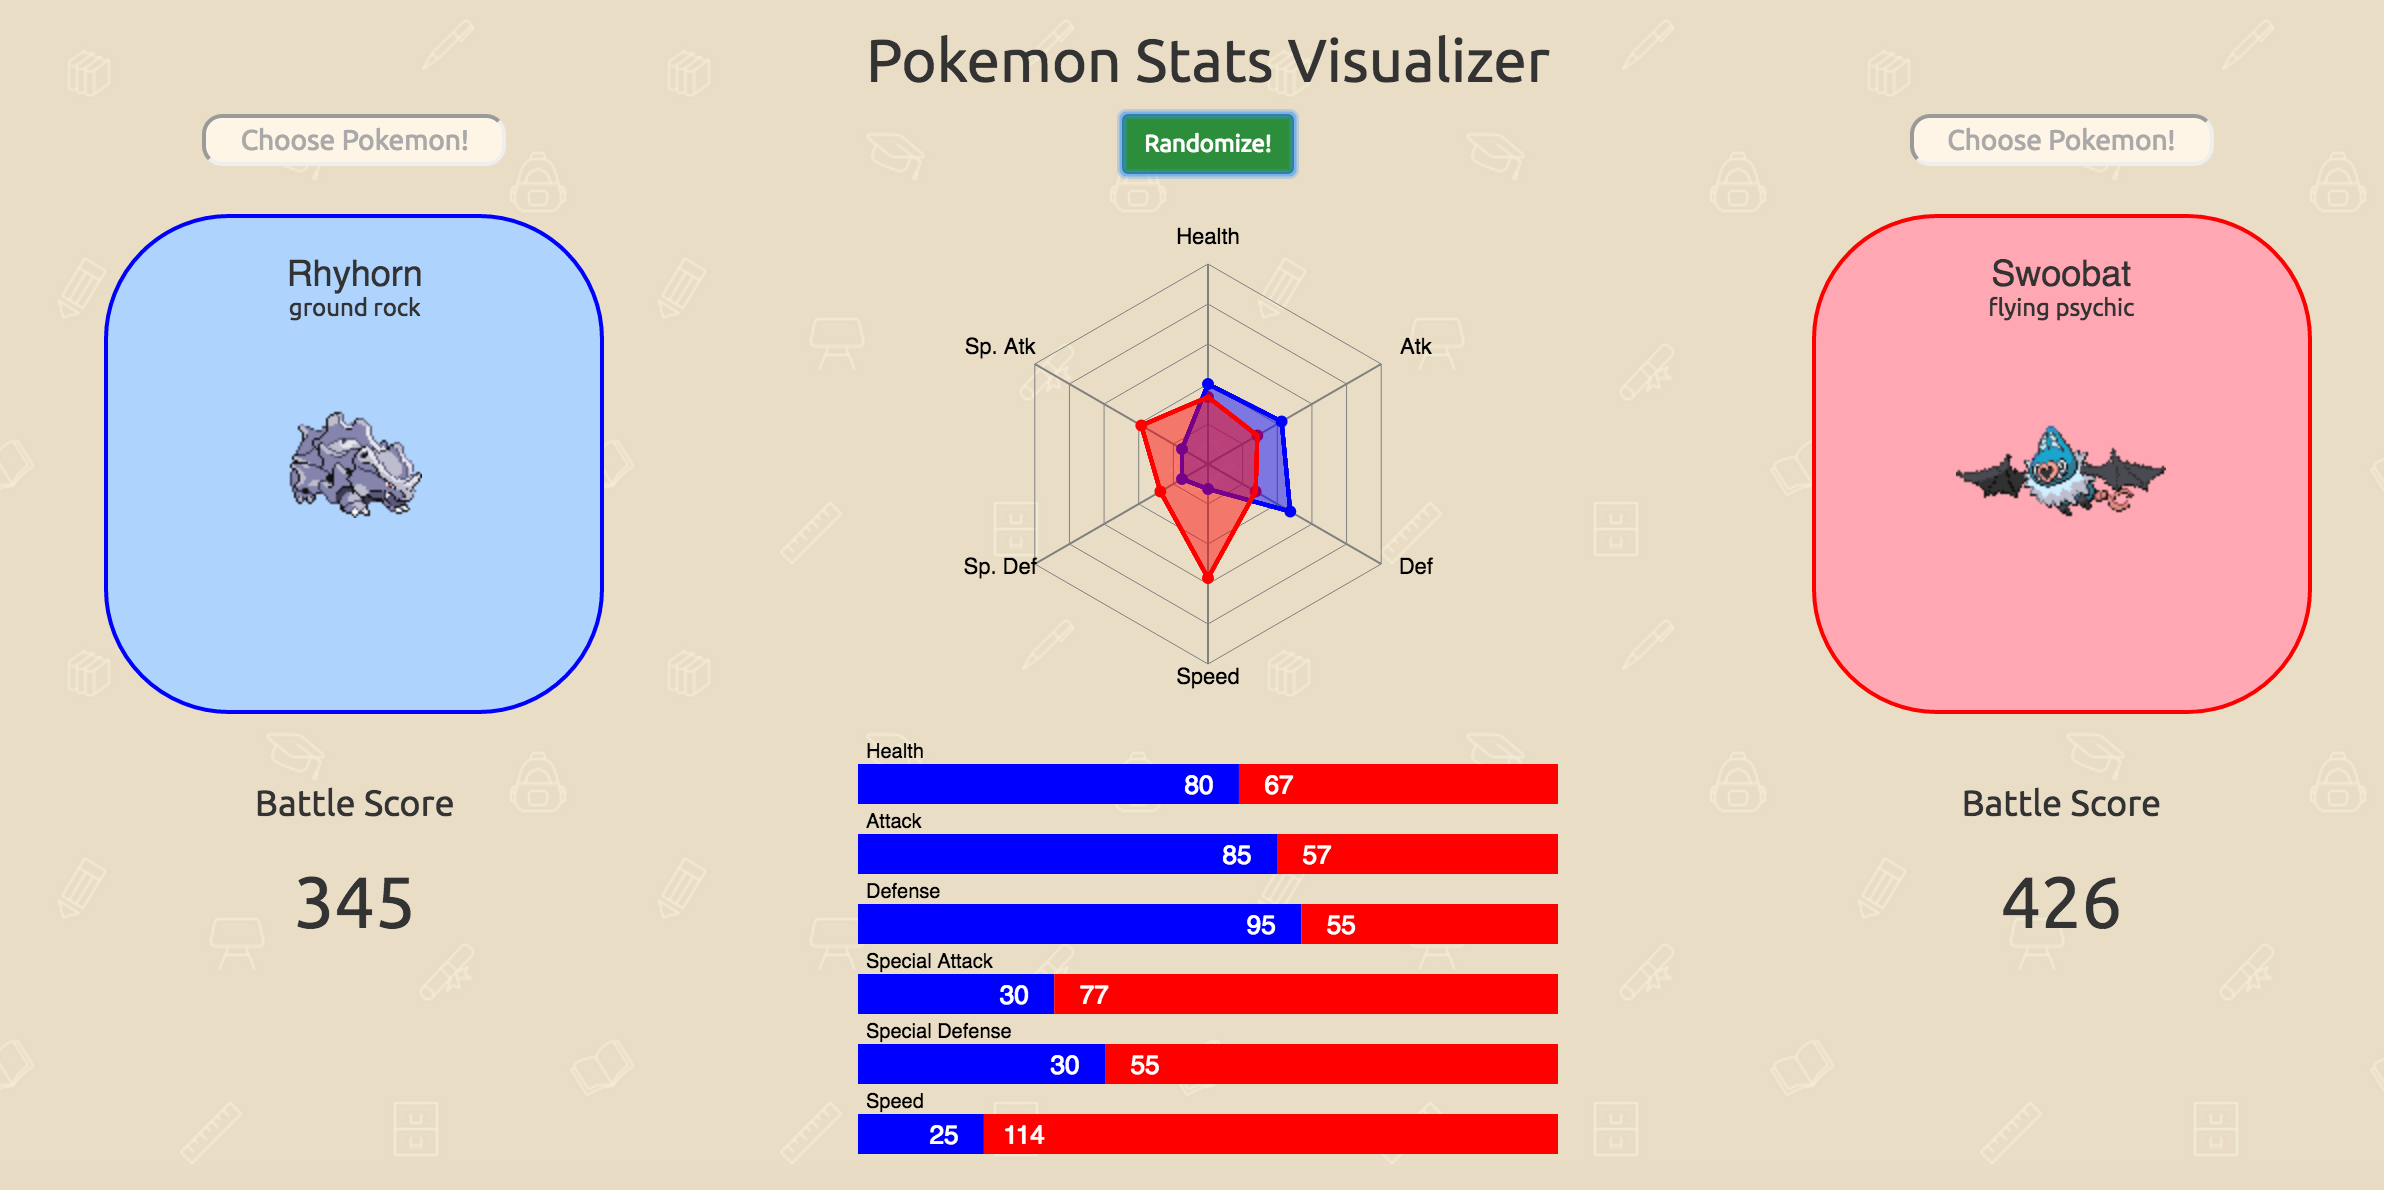 Pokemon Stats Visualizer
Choose Pokemon!
Randomize!
Choose Pokemon!
Rhyhorn
ground rock
Health
Sp. Atk
Atk
Sp. Def
Def
Speed
Swoobat
flying psychic
Battle Score
345
Health
80 67
Attack
85 57
Defense
95 55
Special Attack
30 77
Special Defense
30 55
Speed
25 114
Battle Score
426